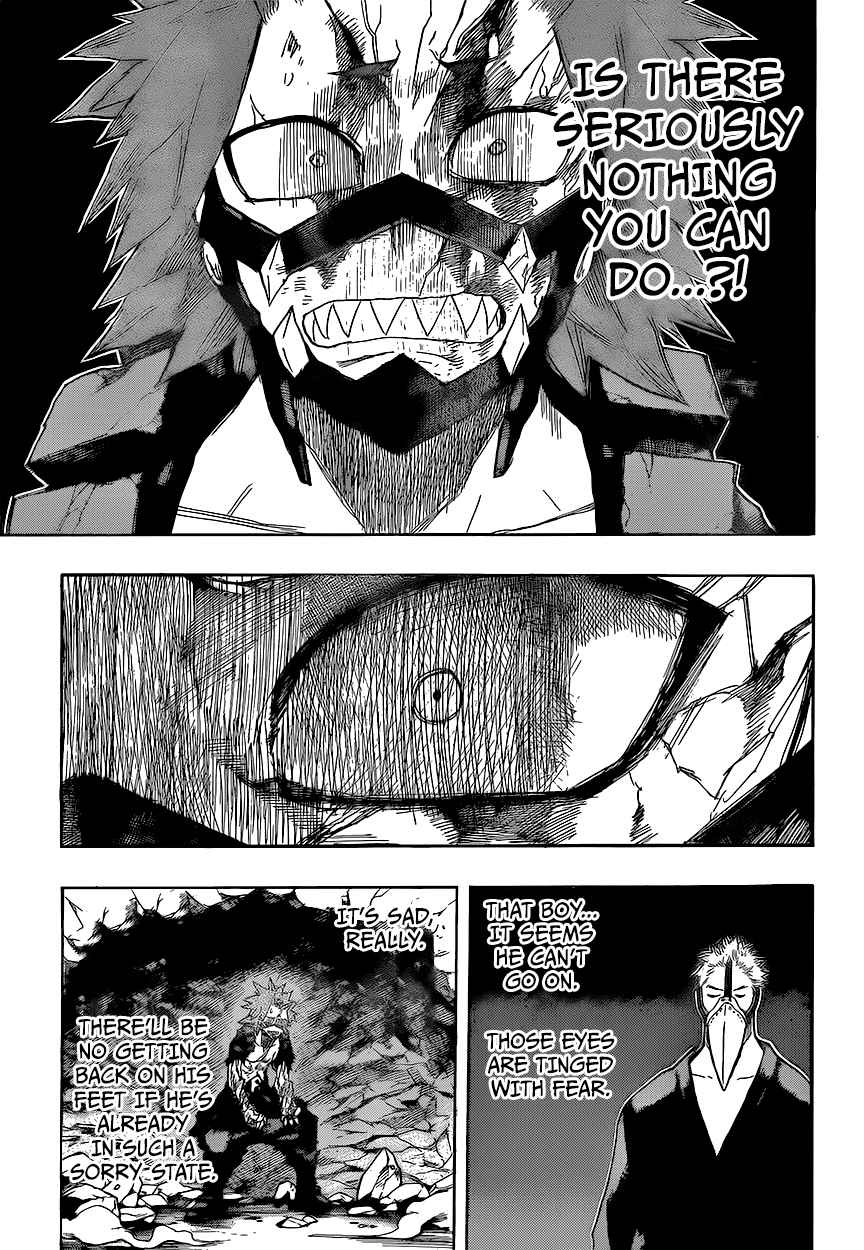 IS THERE
SERIOUSLY
NOTHING
YOU CAN
DO...?!
THAT BOY...
IT SEEMS
HE CAN'T
GO ON.
THOSE EYES
ARE TINGED
WITH FEAR.
IT'S SAD,
REALLY.
THERE'LL BE
NO GETTING
BACK ON HIS
FEET IF HE'S
ALREADY
IN SUCH A
SORRY STATE.